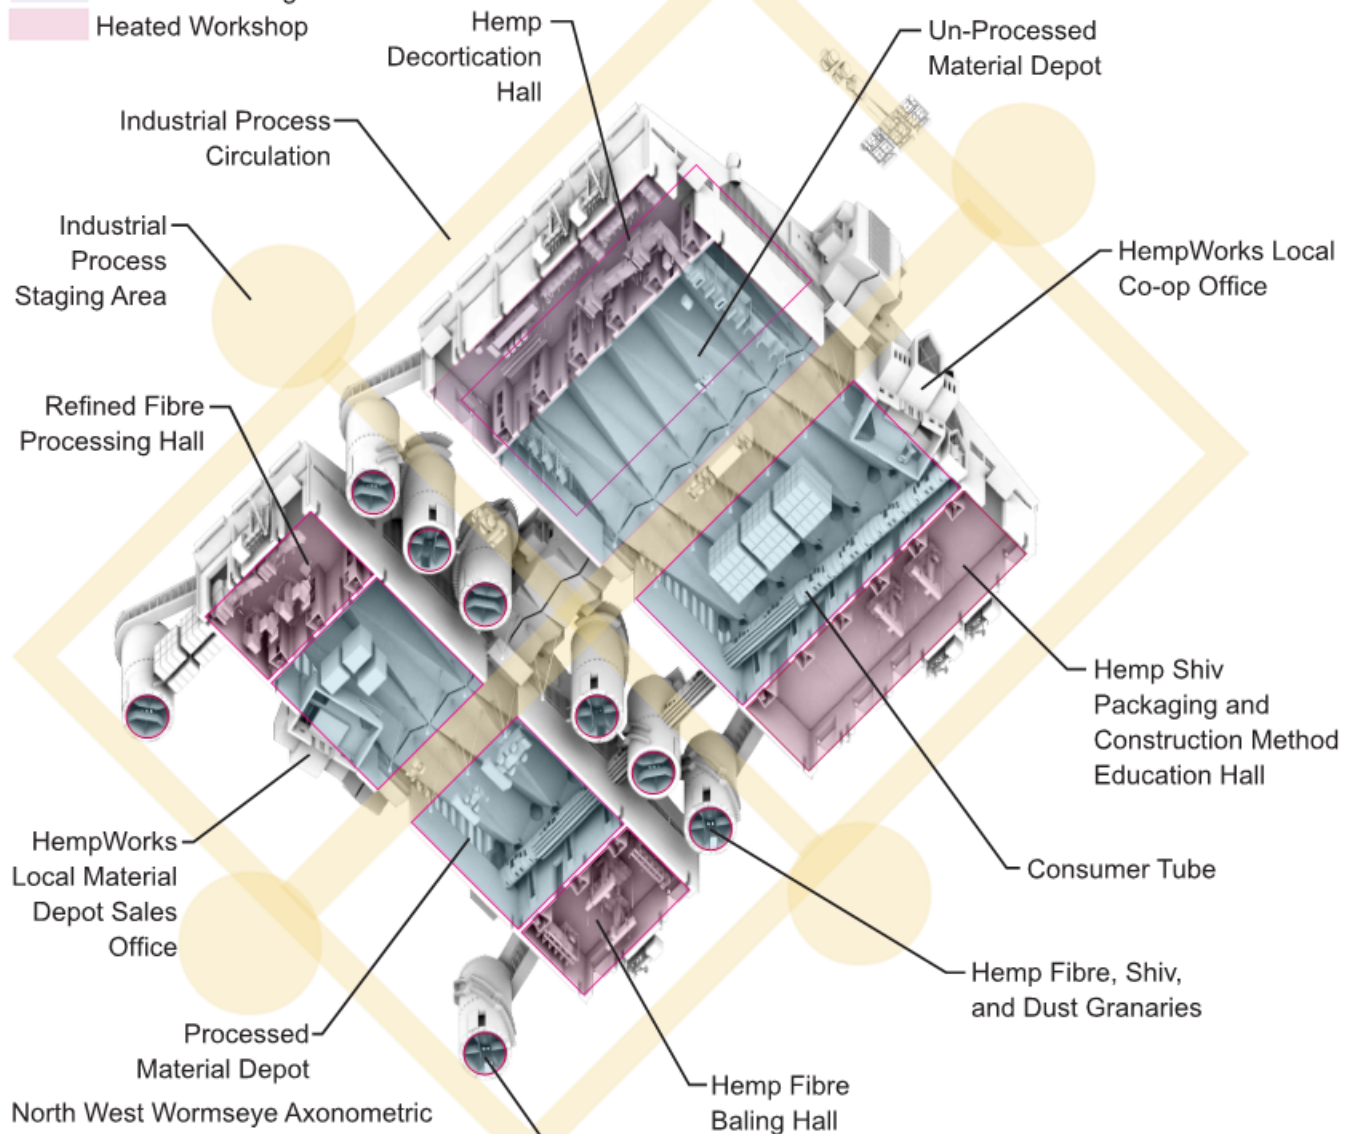 Heated Workshop
Hemp
Decortication
Hall
Un-Processed
Material Depot
Industrial Process
Circulation
Industrial
Process
Staging Area
HempWorks Local
Co-op Office
Refined Fibre
Processing Hall
Hemp Shiv
Packaging and
Construction Method
Education Hall
HempWorks
Local Material
Depot Sales
Office
Consumer Tube
Hemp Fibre, Shiv,
and Dust Granaries
Processed
Material Depot
Hemp Fibre
Baling Hall
North West Wormseye Axonometric